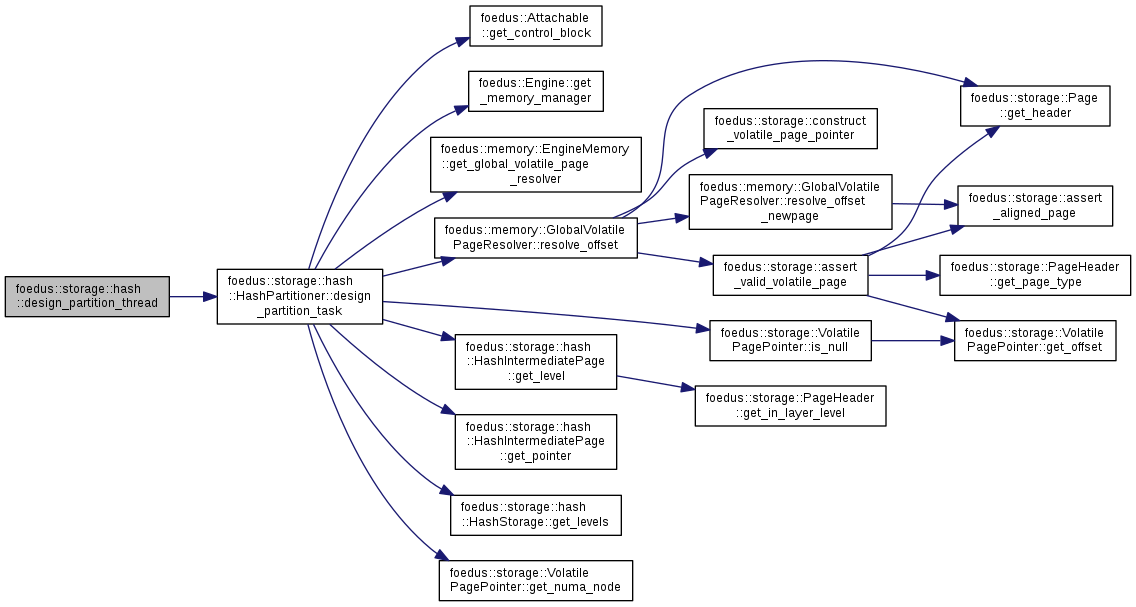 foedus::storage::hash
::design_partition_thread
foedus::storage::hash
::HashPartitioner::design
_partition_task
foedus::Attachable
::get_control_block
foedus::Engine::get
_memory_manager
foedus::memory::EngineMemory
::get_global_volatile_page
_resolver
foedus::memory::GlobalVolatile
PageResolver::resolve_offset
foedus::storage::hash
::HashIntermediatePage
::get_level
foedus::storage::hash
::HashIntermediatePage
::get_pointer
foedus::storage::hash
::HashStorage::get_levels
foedus::storage::Volatile
PagePointer::get_numa_node
foedus::storage::construct
_volatile_page_pointer
foedus::memory::GlobalVolatile
PageResolver::resolve_offset
_newpage
foedus::storage::assert
_valid_volatile_page
foedus::storage::Volatile
PagePointer::is_null
foedus::storage::PageHeader
::get_in_layer_level
foedus::storage::Page
::get_header
foedus::storage::assert
_aligned_page
foedus::storage::PageHeader
::get_page_type
foedus::storage::Volatile
PagePointer::get_offset